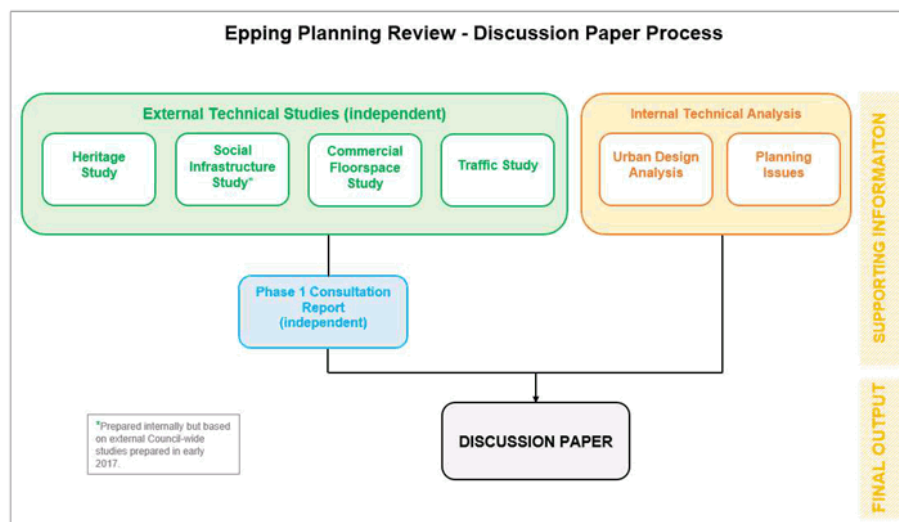 Epping Planning Review - Discussion Paper Process
External Technical Studies (independent)
Heritage
Study
Social
Infrastructure
Study*
Commercial
Floorspace
Study
Traffic Study
Internal Technical Analysis
Urban Design
Analysis
Planning
Issues
SUPPORTING INFORMAITON
Phase 1 Consultation
Report
(independent)
DISCUSSION PAPER
FINAL OUTPUT
*Prepared internally but based
on external Council-wide
studies prepared in early
2017.